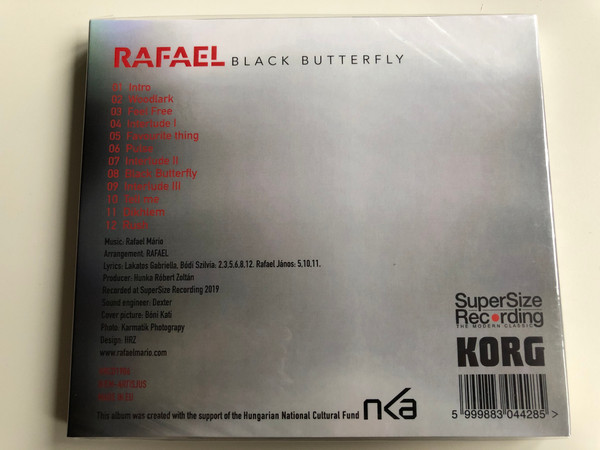 RAFAEL BLACK BUTTERFLY
01 Intro
02 Woodlark
03 Feel Free
04 Interlude I
05 Favourite thing
06
07 Interlude II
08 Black Butterfly
09 Interlude III
10 Tell me
11
12
Music: Rafael Mário
Arrangement: RAFAEL
Lyrics: Lakatos Gabriella, Bódi Szilvia: 2,3,5,6,8,12. Rafael János: 5,10,11.
Producer: Hunka Róbert Zoltán
Recorded at SuperSize Recording 2019
Sound engineer: Dexter
Cover picture: Bóni Kati
Photo: Karmatik Photograpy
Design: HRZ
www.rafaelmario.com
This album was created with the support of the Hungarian National Cultural Fund
nka
SuperSize
Recording
THE MODERN CLASSIC
KORG
5 999883 044285 >